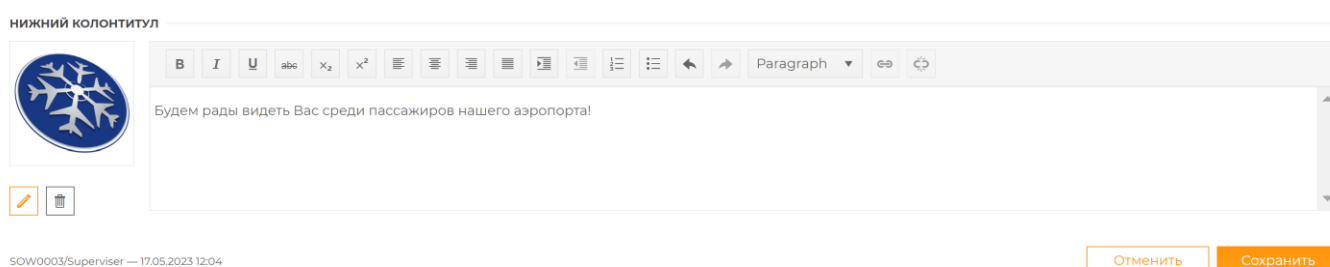 НИЖНИЙ КОЛОНТИТУЛ
B I U abc x₂ x² Paragraph
Будем рады видеть Вас среди пассажиров нашего аэропорта!
SOW0003/Superviser — 17.05.2023 12:04 Отменить Сохранить